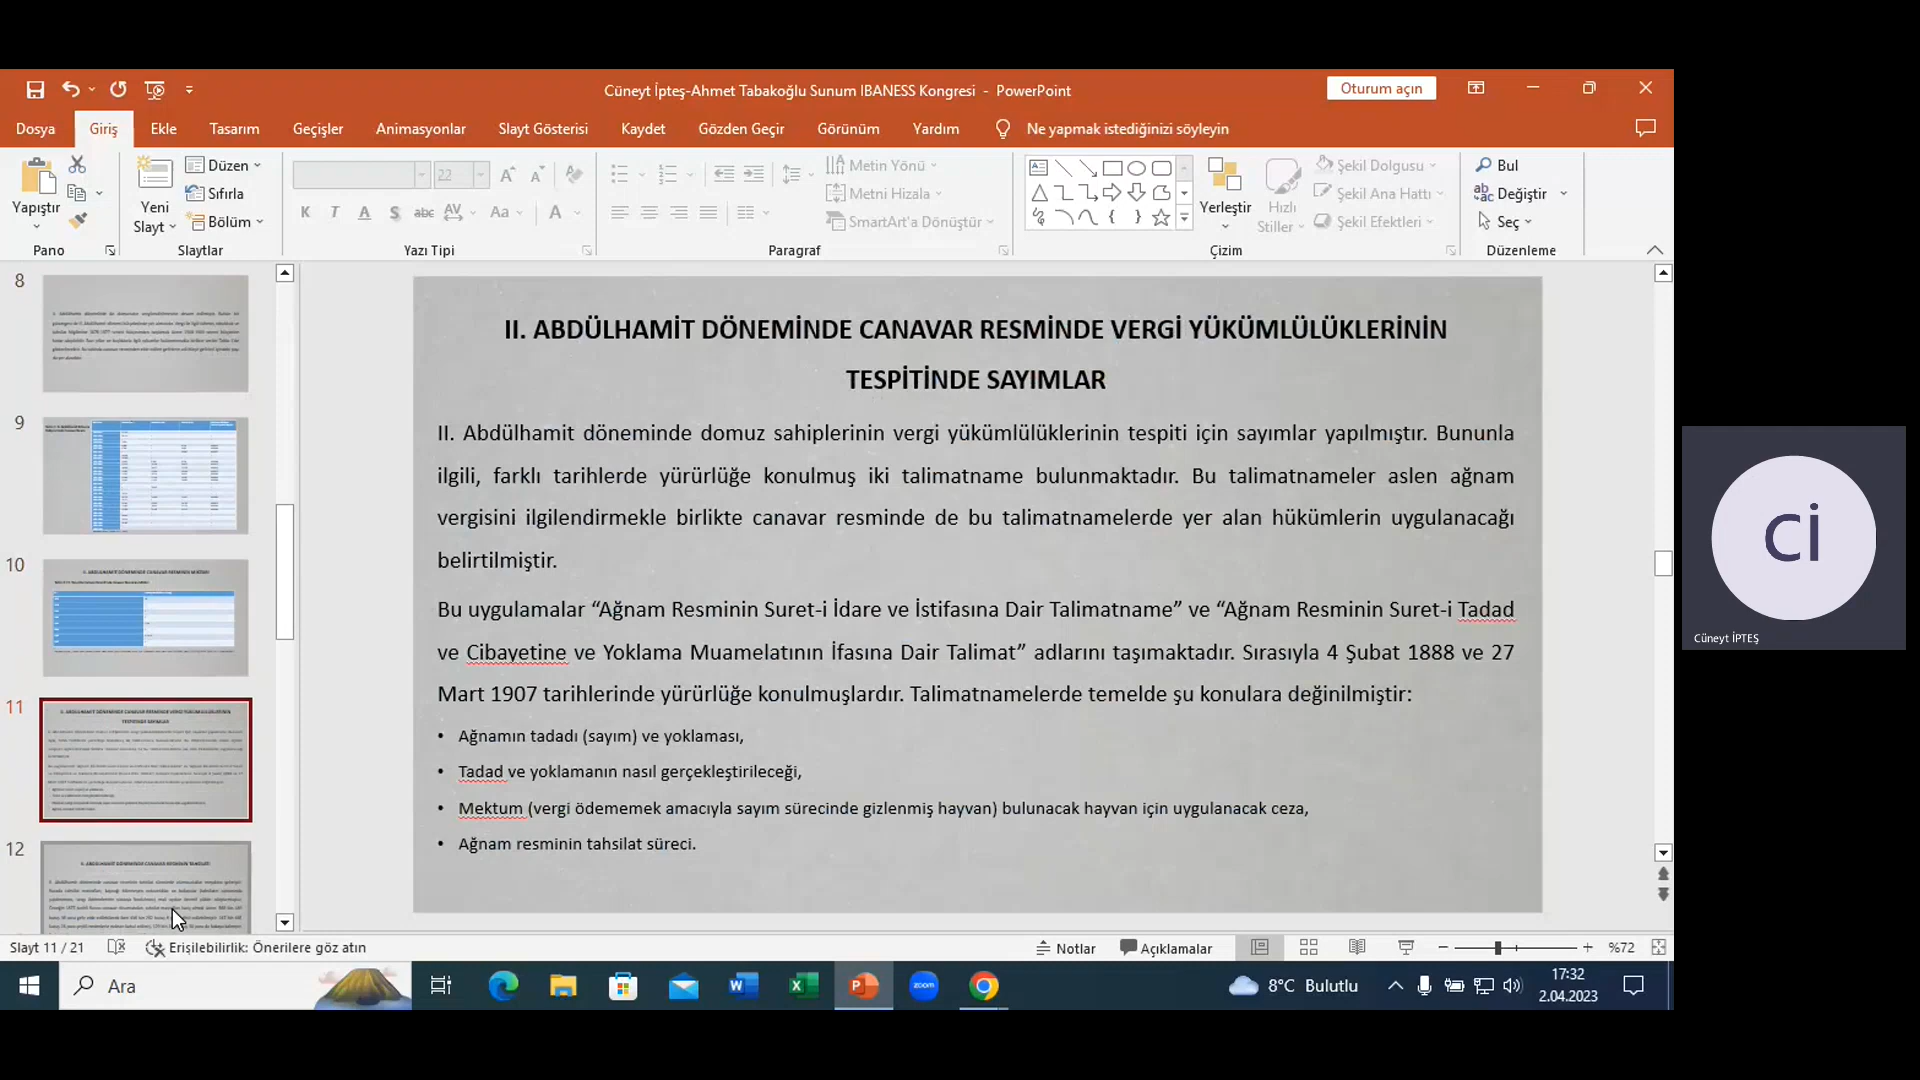 Cüneyt İpteş-Ahmet Tabakoğlu Sunum IBANESS Kongresi - PowerPoint
Oturum açın
Dosya Giriş Ekle Tasarım Geçişler Animasyonlar Slayt Gösterisi Kaydet Gözden Geçir Görünüm Yardım Ne yapmak istediğinizi söyleyin
Yapıştır
Pano
Yeni
Slayt
Düzen
Sıfırla
Bölüm
Slaytlar
22
K T A S abc AV Aa A
Yazı Tipi
Metin Yönü
Metni Hizala
SmartArt'a Dönüştür
Paragraf
Yerleştir
Hızlı
Stiller
Şekil Dolgusu
Şekil Ana Hattı
Şekil Efektleri
Çizim
Bul
Değiştir
Seç
Düzenleme
8
9
10
11
12
II. ABDÜLHAMİT DÖNEMİNDE CANAVAR RESMİNDE VERGİ YÜKÜMLÜLÜKLERİNİN
TESPİTİNDE SAYIMLAR
II. Abdülhamit döneminde domuz sahiplerinin vergi yükümlülüklerinin tespiti için sayımlar yapılmıştır. Bununla
ilgili, farklı tarihlerde yürürlüğe konulmuş iki talimatname bulunmaktadır. Bu talimatnameler aslen ağnam
vergisini ilgilendirmekle birlikte canavar resminde de bu talimatnamelerde yer alan hükümlerin uygulanacağı
belirtilmiştir.
Bu uygulamalar “Ağnam Resminin Suret-i İdare ve İstifasına Dair Talimatname” ve “Ağnam Resminin Suret-i Tadad
ve Cibayetine ve Yoklama Muamelatının İfasına Dair Talimat” adlarını taşımaktadır. Sırasıyla 4 Şubat 1888 ve 27
Mart 1907 tarihlerinde yürürlüğe konulmuşlardır. Talimatnamelerde temelde şu konulara değinilmiştir:
• Ağnamın tadadı (sayım) ve yoklaması,
• Tadad ve yoklamanın nasıl gerçekleştirileceği,
• Mektum (vergi ödememek amacıyla sayım sürecinde gizlenmiş hayvan) bulunacak hayvan için uygulanacak ceza,
• Ağnam resminin tahsilat süreci.
Cİ
Cüneyt İPTEŞ
Slayt 11 / 21
Erişilebilirlik: Önerilere göz atın
Notlar
Açıklamalar
%72
Ara
zoom
8°C Bulutlu
17:32
2.04.2023